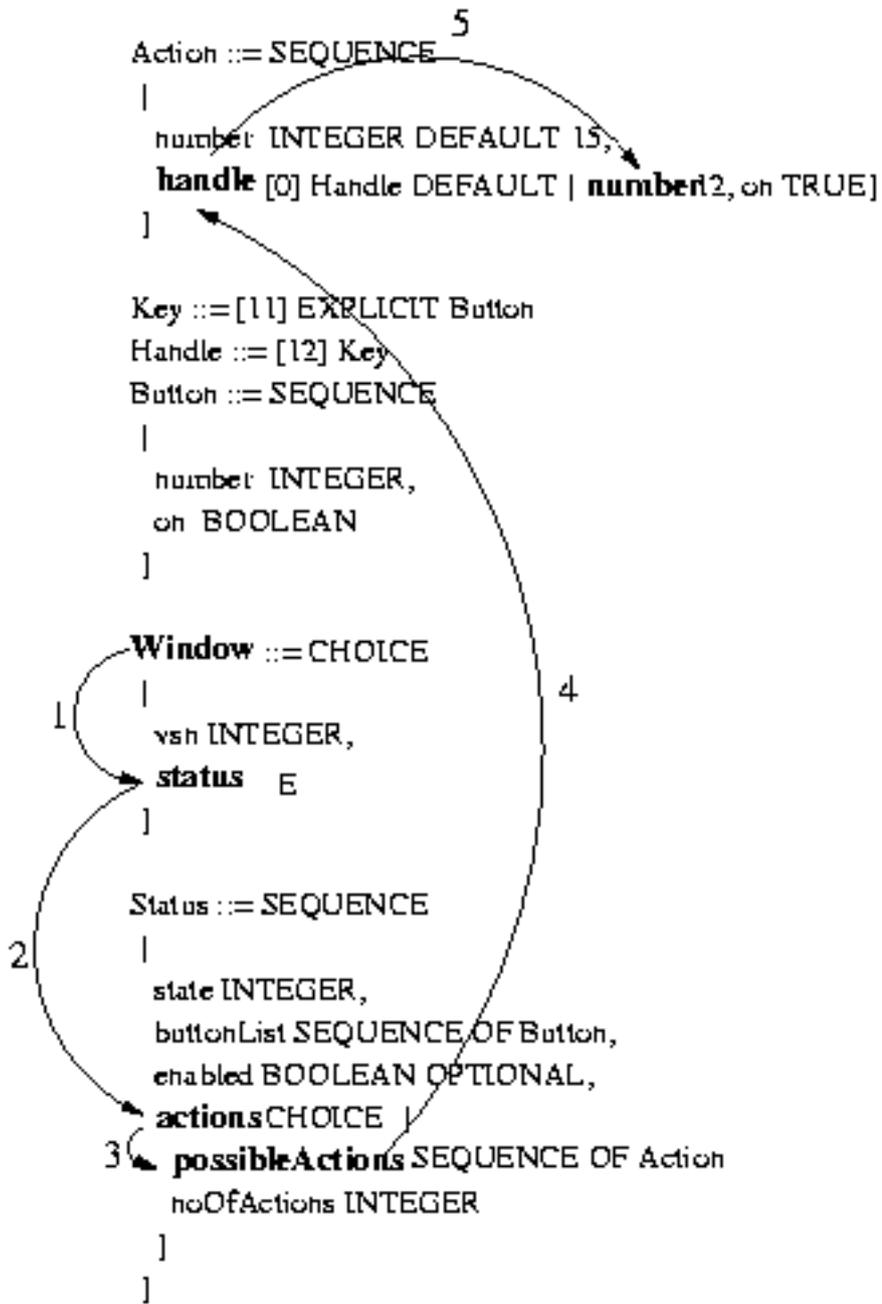 5
Action ::= SEQUENCE
|
number INTEGER DEFAULT 15,
handle [0] Handle DEFAULT | number12, on TRUE]
]
Key ::= [11] EXPLICIT Button
Handle ::= [12] Key
Button ::= SEQUENCE
|
number INTEGER,
on BOOLEAN
]
Window ::= CHOICE
4
1
|
vsn INTEGER,
status E
]
Status ::= SEQUENCE
2
|
state INTEGER,
buttonList SEQUENCE OF Button,
enabled BOOLEAN OPTIONAL,
actions CHOICE |
3
possibleActions SEQUENCE OF Action
noOfActions INTEGER
]
]